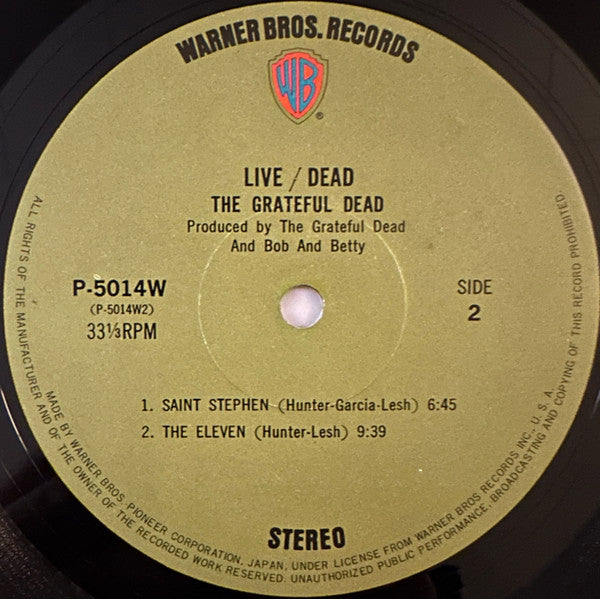 WARNER BROS. RECORDS
WB
®
LIVE / DEAD
THE GRATEFUL DEAD
Produced by The Grateful Dead
And Bob And Betty
P-5014W
(P-5014W2)
33⅓RPM
SIDE
2
1. SAINT STEPHEN (Hunter-Garcia-Lesh) 6:45
2. THE ELEVEN (Hunter-Lesh) 9:39
STEREO
MADE BY WARNER BROS. PIONEER CORPORATION, JAPAN, UNDER LICENSE FROM WARNER BROS RECORDS INC., U. S. A.
ALL RIGHTS OF THE MANUFACTURER AND OF THE OWNER OF THE RECORDED WORK RESERVED. UNAUTHORIZED PUBLIC PERFORMANCE, BROADCASTING AND COPYING OF THIS RECORD PROHIBITED.